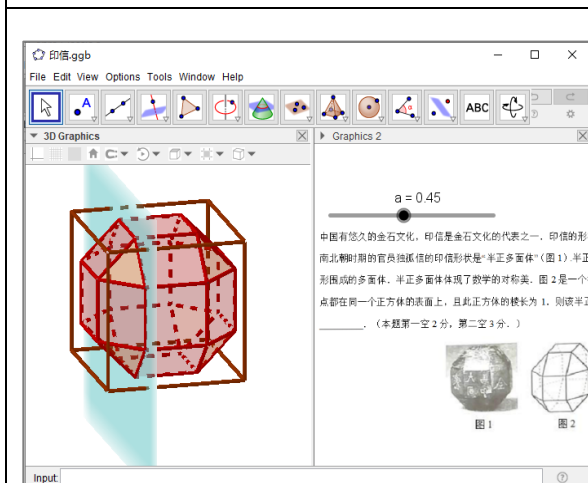 印信.ggb
File Edit View Options Tools Window Help
A
ABC
3D Graphics
Graphics 2
a = 0.45
中国有悠久的金石文化，印信是金石文化的代表之一．印信的形
南北朝时期的官员独孤信的印信形状是“半正多面体”(图 1).半正
形围成的多面体．半正多面体体现了数学的对称美．图 2 是一个
点都在同一个正方体的表面上，且此正方体的棱长为 1．则该半正
________．（本题第一空 2 分，第二空 3 分．）
图 1
图 2
Input: